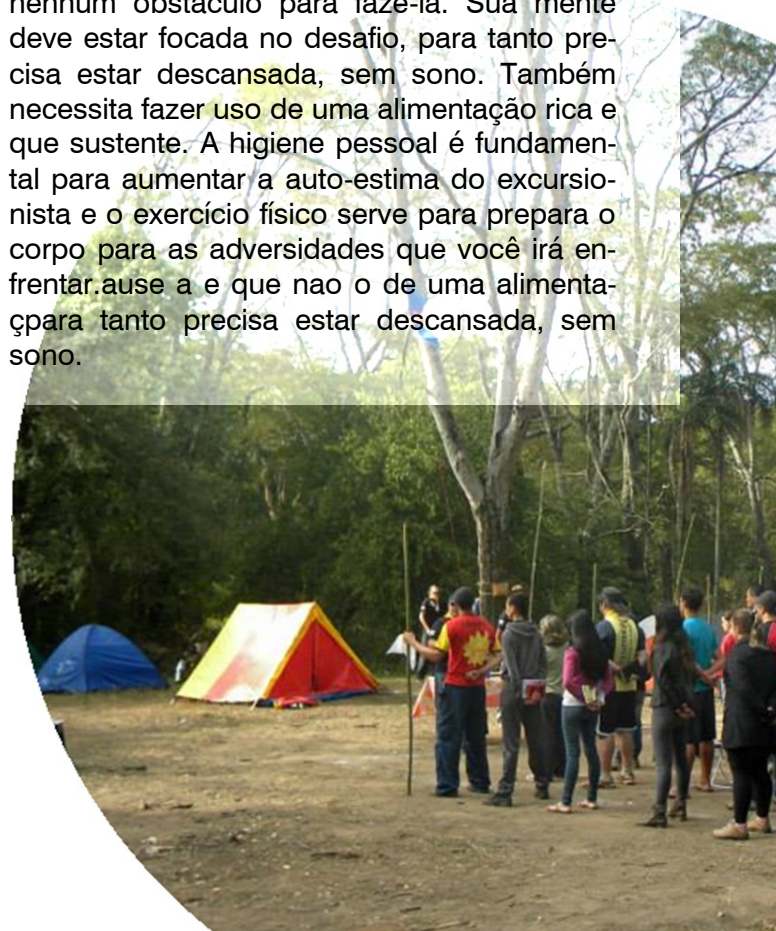 nenhum obstáculo para fazê-la. Sua mente
deve estar focada no desafio, para tanto pre-
cisa estar descansada, sem sono. Também
necessita fazer uso de uma alimentação rica e
que sustente. A higiene pessoal é fundamen-
tal para aumentar a auto-estima do excursio-
nista e o exercício físico serve para prepara o
corpo para as adversidades que você irá en-
frentar.ause a e que nao o de uma alimenta-
çpara tanto precisa estar descansada, sem
sono.